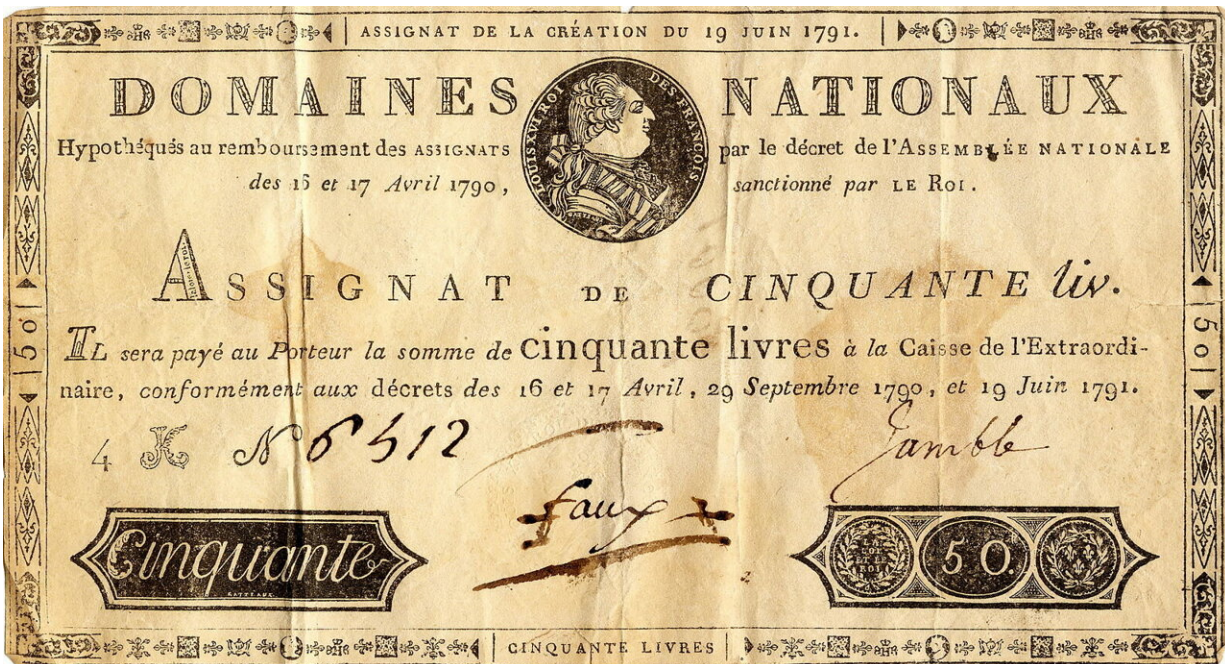 ASSIGNAT DE LA CRÉATION DU 19 JUIN 1791.
DOMAINES NATIONAUX
LOUIS XVI ROI DES FRANÇOIS
Hypothéqués au remboursement des ASSIGNATS par le décret de l'ASSEMBLÉE NATIONALE
des 16 et 17 Avril 1790, sanctionné par LE ROI.
ASSIGNAT DE CINQUANTE liv.
IL sera payé au Porteur la somme de cinquante livres à la Caisse de l'Extraordi-
naire, conformément aux décrets des 16 et 17 Avril, 29 Septembre 1790, et 19 Juin 1791.
50
50
4 K N 6512 Jamble
faux
Cinquante
GATTEAUX
LA LOI ET LE ROI
50.
CINQUANTE LIVRES